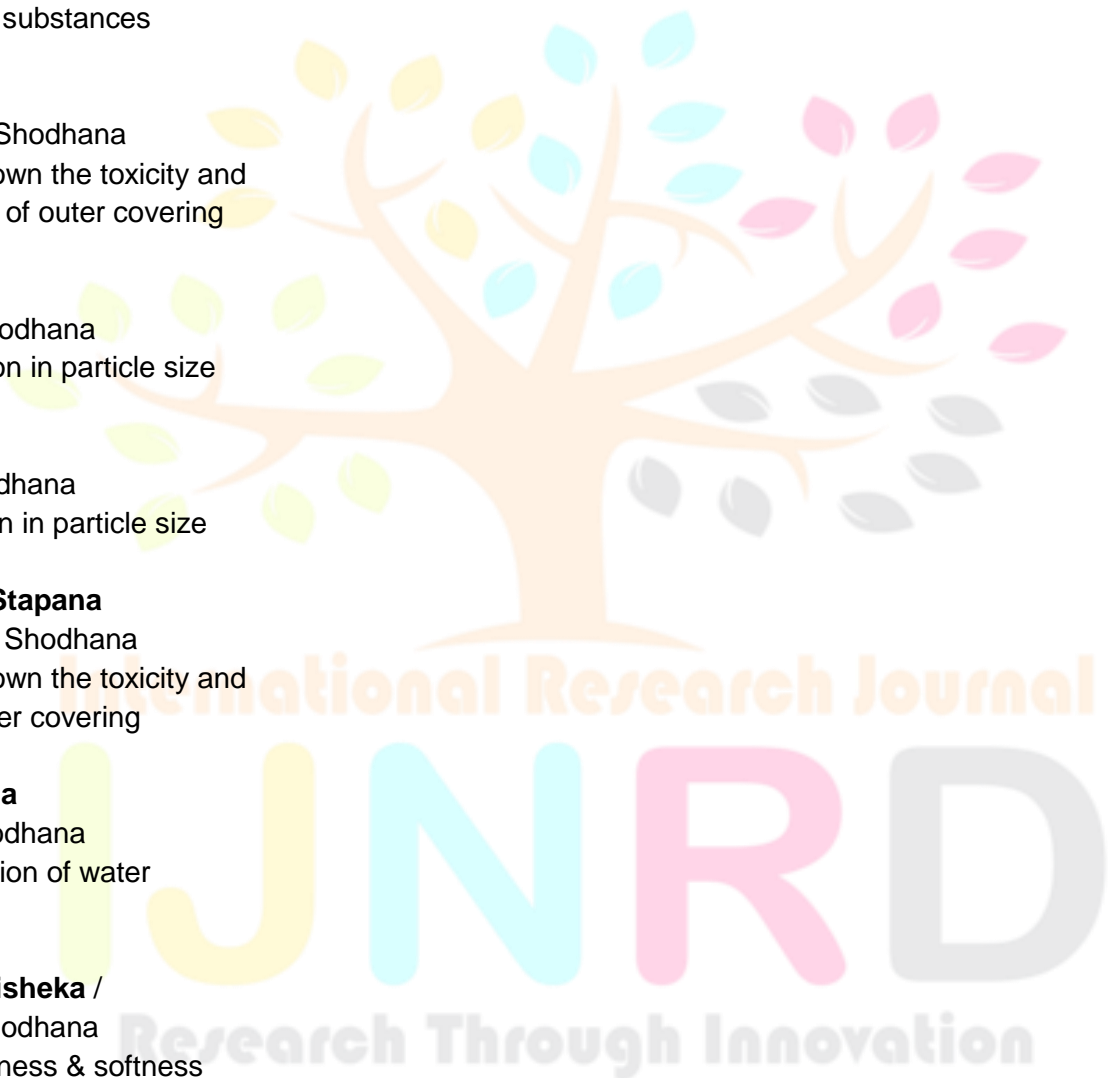 substances
Shodhana
own the toxicity and
of outer covering
odhana
on in particle size
dhana
n in particle size
Stapana
Shodhana
own the toxicity and
er covering
a
odhana
ion of water
isheka /
odhana
ness & softness
International Research Journal
IJNRD
Research Through Innovation